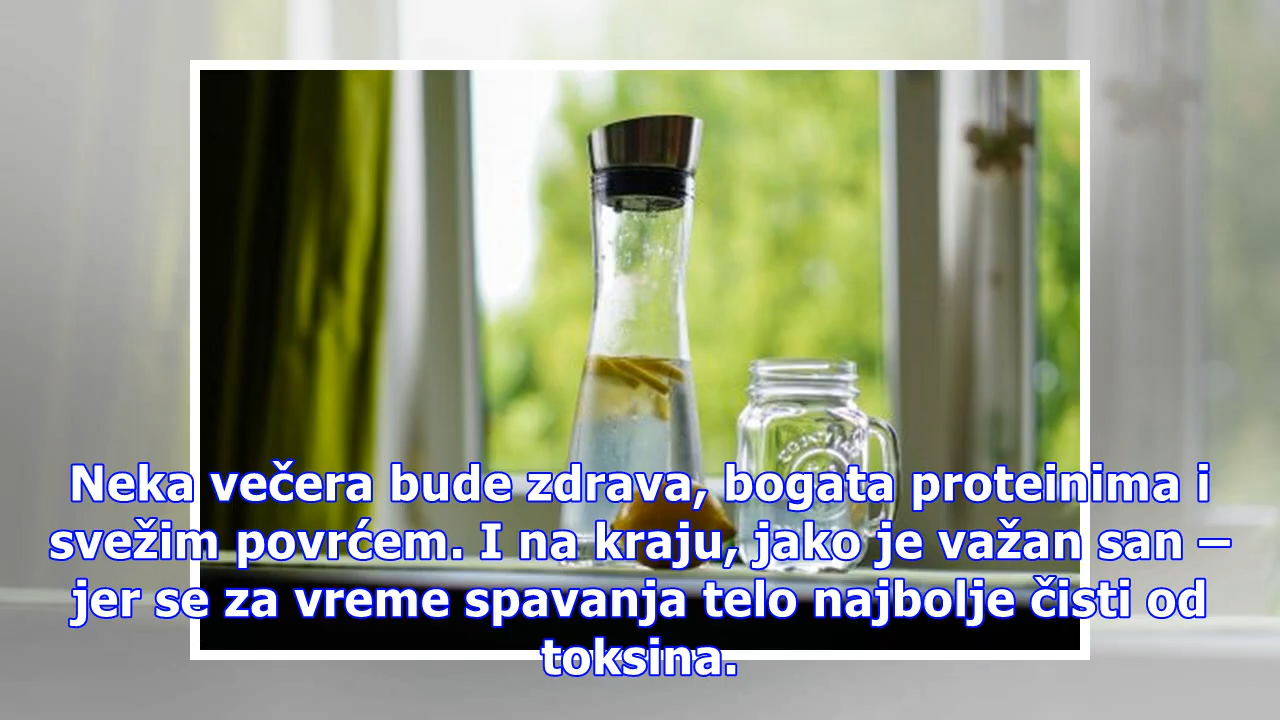 Neka večera bude zdrava, bogata proteinima i
svežim povrćem. I na kraju, jako je važan san –
jer se za vreme spavanja telo najbolje čisti od
toksina.